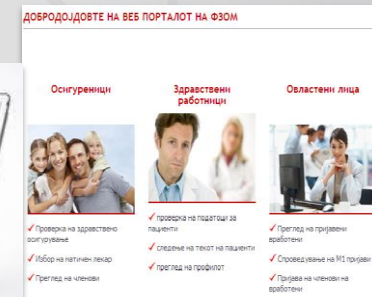 ДОБРОДОЈДОВТЕ НА ВЕБ ПОРТАЛОТ НА ФЗОМ
Осигуреници
Проверка на здравствено
осигурување
Избор на матичен лекар
Преглед на членови
Здравствени
работници
проверка на податоци за
пациенти
следење на текот на пациенти
преглед на профилот
Овластени лица
Преглед на пријавени
вработени
Спроведување на М1 пријави
Пријава на членови на
вработени